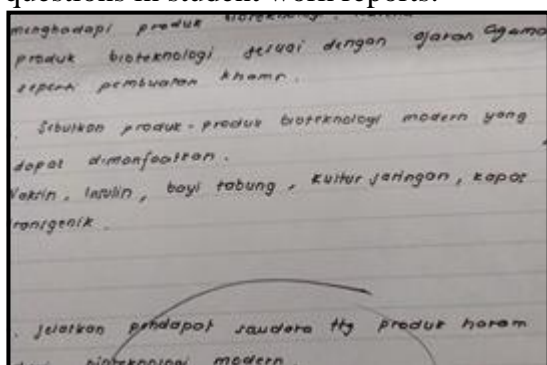 questions in student work reports.
menghadapi produk bioteknologi.
produk bioteknologi sesuai dengan ajaran agama
seperti pembuatan khamr.
. Sebutkan produk-produk bioteknologi modern yang
dapat dimanfaatkan.
Vaksin, Insulin, bayi tabung, kultur jaringan, kapas
transgenik.
. Jelaskan pendapat saudara ttg produk haram
dari bioteknologi modern